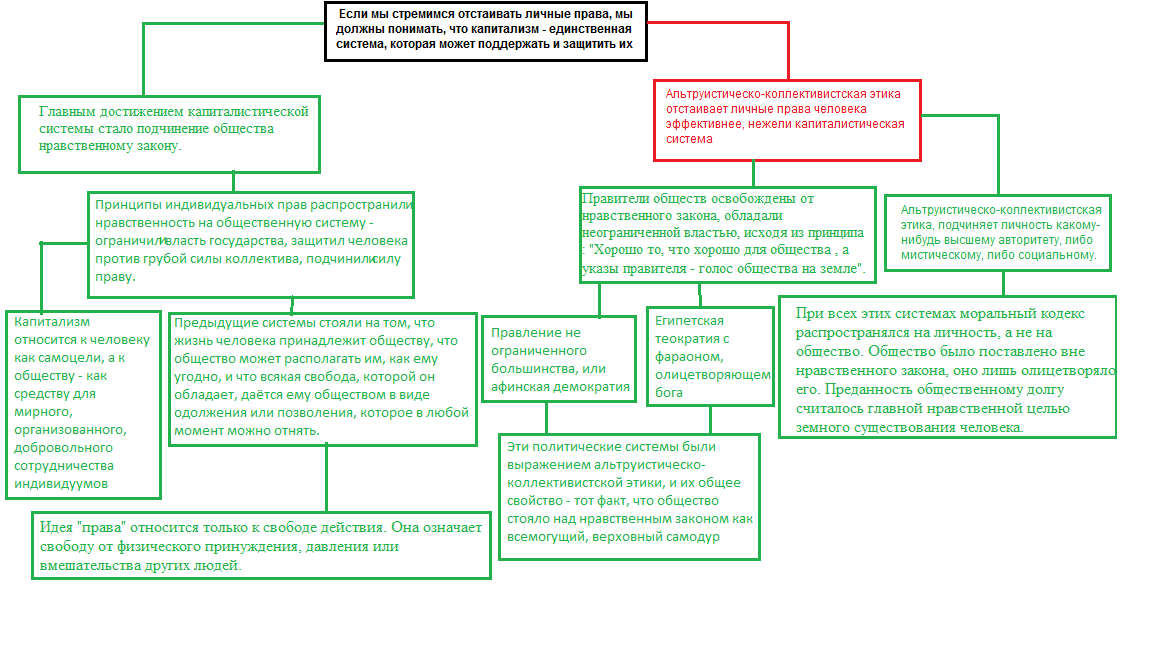 Если мы стремимся отстаивать личные права, мы
должны понимать, что капитализм - единственная
система, которая может поддержать и защитить их
Главным достижением капиталистической
системы стало подчинение общества
нравственному закону.
Альтруистическо-коллективистская этика
отстаивает личные права человека
эффективнее, нежели капиталистическая
система
Принципы индивидуальных прав распространили
нравственность на общественную систему -
ограничили власть государства, защитил человека
против грубой силы коллектива, подчинили силу
праву.
Правители обществ освобождены от
нравственного закона, обладали
неограниченной властью, исходя из принципа
: "Хорошо то, что хорошо для общества , а
указы правителя - голос общества на земле".
Альтруистическо-коллективистская
этика, подчиняет личность какому-
нибудь высшему авторитету, либо
мистическому, либо социальному.
Капитализм
относится к человеку
как самоцели, а к
обществу - как
средству для
мирного,
организованного,
добровольного
сотрудничества
индивидуумов
Предыдущие системы стояли на том, что
жизнь человека принадлежит обществу, что
общество может располагать им, как ему
угодно, и что всякая свобода, которой он
обладает, даётся ему обществом в виде
одолжения или позволения, которое в любой
момент можно отнять.
Правление не
ограниченного
большинства, или
афинская демократия
Египетская
теократия с
фараоном,
олицетворяющем
бога
При всех этих системах моральный кодекс
распространялся на личность, а не на
общество. Общество было поставлено вне
нравственного закона, оно лишь олицетворяло
его. Преданность общественному долгу
считалось главной нравственной целью
земного существования человека.
Эти политические системы были
выражением альтруистическо-
коллективистской этики, и их общее
свойство - тот факт, что общество
стояло над нравственным законом как
всемогущий, верховный самодур
Идея "права" относится только к свободе действия. Она означает
свободу от физического принуждения, давления или
вмешательства других людей.